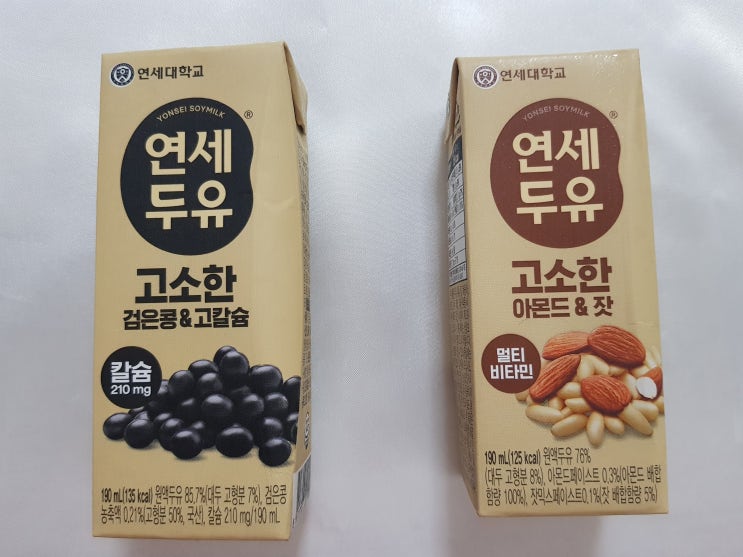 연세대학교
YONSEI SOYMILK
®
연세
두유
고소한
검은콩&고칼슘
칼슘
210 mg
190 mL(135 kcal) 원액두유 85.7%(대두 고형분 7%), 검은콩
농축액 0.21%(고형분 50%, 국산), 칼슘 210 mg/190 mL
연세대학교
YONSEI SOYMILK
®
연세
두유
고소한
아몬드 & 잣
멀티
비타민
190 mL(125 kcal) 원액두유 76%
(대두 고형분 8%), 아몬드페이스트 0.3%(아몬드 배합
함량 100%), 잣믹스페이스트0.1%(잣 배합함량 5%)